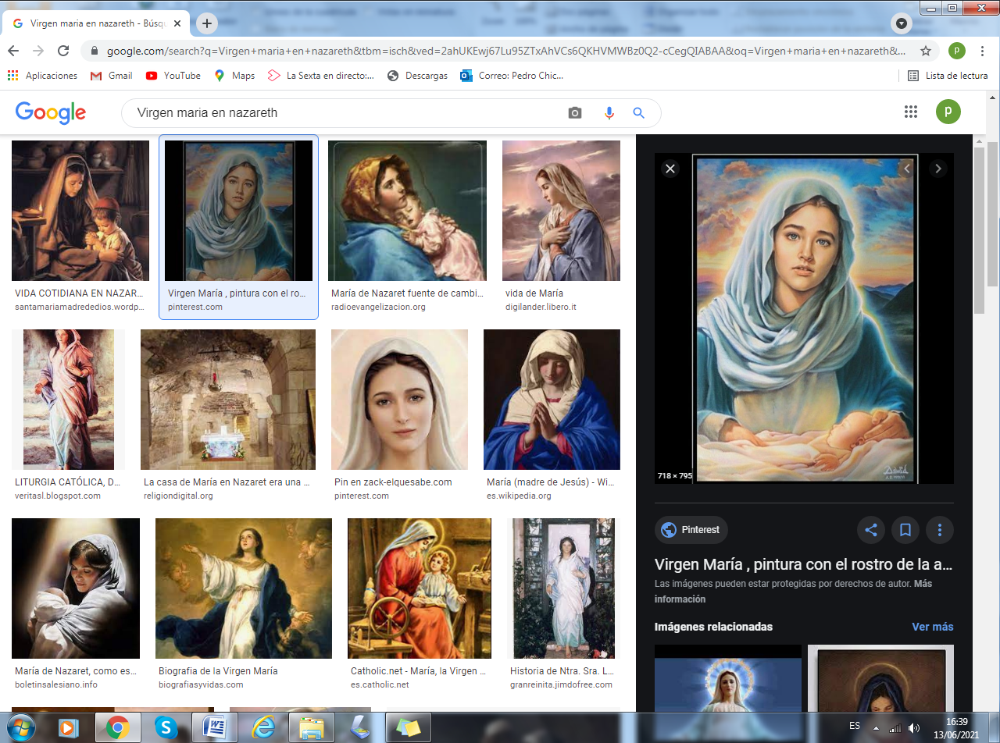 Virgen maria en nazareth - Búsqu
google.com/search?q=Virgen+maria+en+nazareth&tbm=isch&ved=2ahUKEwj67Lu95ZTxAhVCs6QKHVMWBz0Q2-cCegQIABAA&oq=Virgen+maria+en+nazareth&...
p
Aplicaciones
Gmail
YouTube
Maps
La Sexta en directo:...
Descargas
Correo: Pedro Chic...
Lista de lectura
Google
Virgen maria en nazareth
p
VIDA COTIDIANA EN NAZAR...
santamariamadrededios.wordp...
Virgen María , pintura con el ro...
pinterest.com
María de Nazaret fuente de cambi...
radioevangelizacion.org
vida de María
digilander.libero.it
LITURGIA CATÓLICA, D...
veritasl.blogspot.com
La casa de María en Nazaret era una ...
religiondigital.org
Pin en zack-elquesabe.com
pinterest.com
María (madre de Jesús) - Wi...
es.wikipedia.org
María de Nazaret, como es...
boletinsalesiano.info
Biografia de la Virgen María
biografiasyvidas.com
Catholic.net - María, la Virgen ...
es.catholic.net
Historia de Ntra. Sra. L...
granreinita.jimdofree.com
718 × 795
Pinterest
Virgen María , pintura con el rostro de la a...
Las imágenes pueden estar protegidas por derechos de autor. Más
información
Imágenes relacionadas
Ver más
ES
16:39
13/06/2021